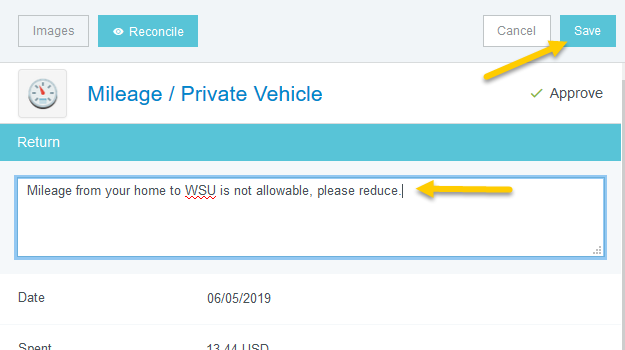 Images Reconcile Cancel Save
Mileage / Private Vehicle Approve
Return
Mileage from your home to WSU is not allowable, please reduce.
Date 06/05/2019
Spent 13.44 USD